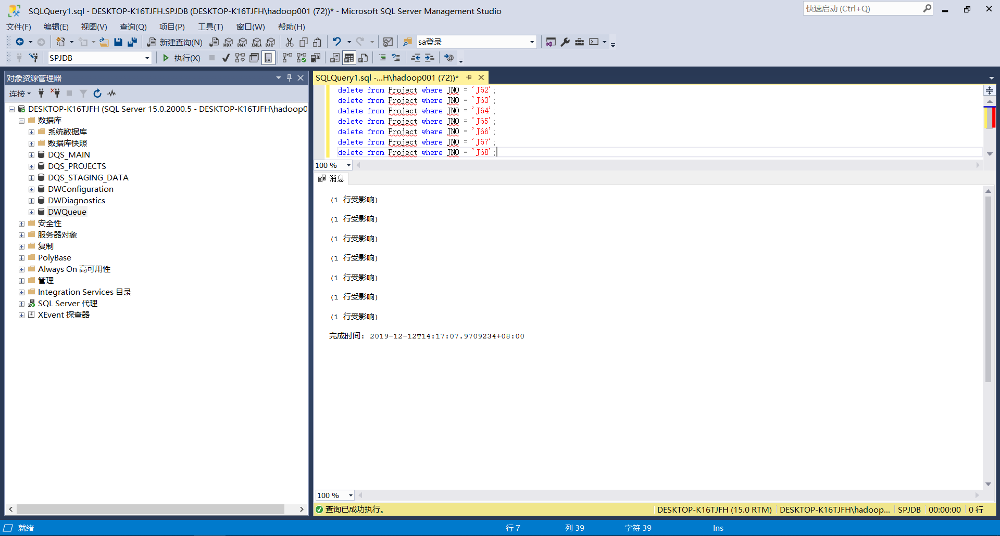 SQLQuery1.sql - DESKTOP-K16TJFH.SPJDB (DESKTOP-K16TJFH\hadoop001 (72))* - Microsoft SQL Server Management Studio
快速启动 (Ctrl+Q)
文件(F) 编辑(E) 视图(V) 查询(Q) 项目(P) 工具(T) 窗口(W) 帮助(H)
新建查询(N) MDX DMX XMLA DAX sa登录
SPJDB 执行(X)
对象资源管理器
连接
DESKTOP-K16TJFH (SQL Server 15.0.2000.5 - DESKTOP-K16TJFH\hadoop0
数据库
系统数据库
数据库快照
DQS_MAIN
DQS_PROJECTS
DQS_STAGING_DATA
DWConfiguration
DWDiagnostics
DWQueue
安全性
服务器对象
复制
PolyBase
Always On 高可用性
管理
Integration Services 目录
SQL Server 代理
XEvent 探查器
SQLQuery1.sql -...H\hadoop001 (72))*
delete from Project where JNO = 'J62';
delete from Project where JNO = 'J63';
delete from Project where JNO = 'J64';
delete from Project where JNO = 'J65';
delete from Project where JNO = 'J66';
delete from Project where JNO = 'J67';
delete from Project where JNO = 'J68';
100 %
消息
(1 行受影响)
(1 行受影响)
(1 行受影响)
(1 行受影响)
(1 行受影响)
(1 行受影响)
(1 行受影响)
完成时间: 2019-12-12T14:17:07.9709234+08:00
100 %
查询已成功执行。 DESKTOP-K16TJFH (15.0 RTM) DESKTOP-K16TJFH\hadoop... SPJDB 00:00:00 0 行
就绪 行 7 列 39 字符 39 Ins